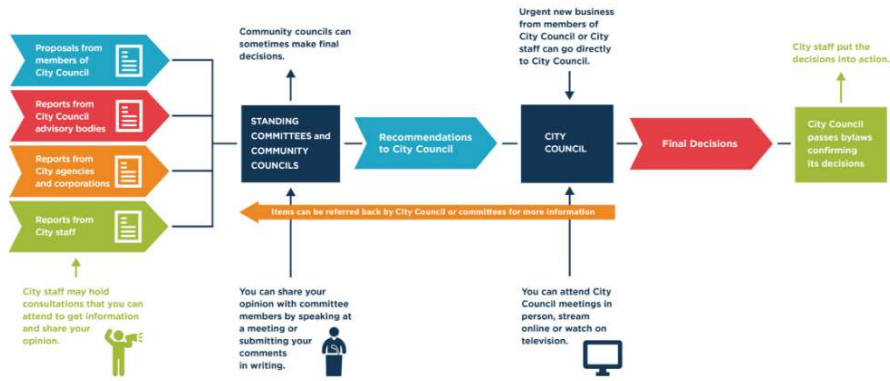 Proposals from
members of
City Council
Reports from
City Council
advisory bodies
Reports from
City agencies
and corporations
Reports from
City staff
City staff may hold
consultations that you can
attend to get information
and share your
opinion.
Community councils can
sometimes make final
decisions.
STANDING
COMMITTEES and
COMMUNITY
COUNCILS
You can share your
opinion with committee
members by speaking at
a meeting or
submitting your
comments
in writing.
Recommendations
to City Council
Items can be referred back by City Council or committees for more information
Urgent new business
from members of
City Council or City
staff can go directly
to City Council.
CITY
COUNCIL
You can attend City
Council meetings in
person, stream
online or watch on
television.
Final Decisions
City staff put the
decisions into action.
City Council
passes bylaws
confirming
its decisions